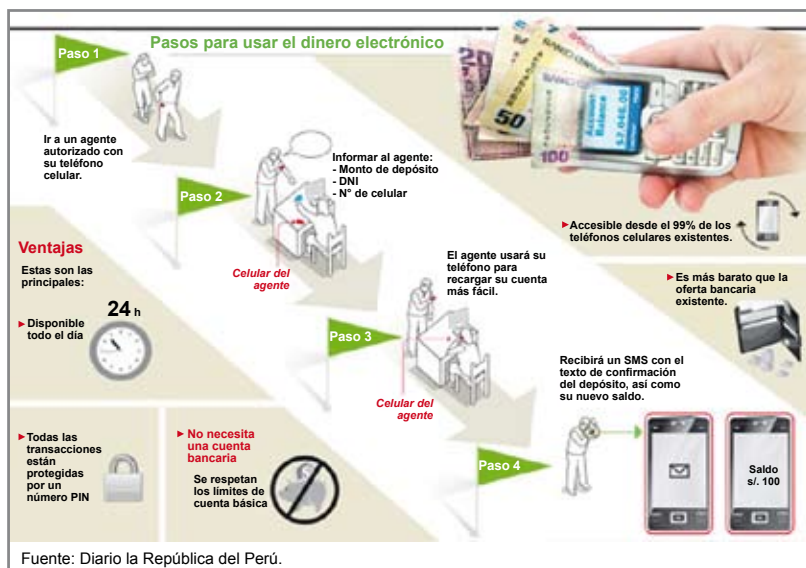 Pasos para usar el dinero electrónico
Paso 1
Ir a un agente
autorizado con
su teléfono
celular.
Paso 2
Informar al agente:
- Monto de depósito
- DNI
- N° de celular
Celular del
agente
Paso 3
El agente usará su
teléfono para
recargar su cuenta
más fácil.
Celular del
agente
Paso 4
Recibirá un SMS con el
texto de confirmación
del depósito, así como
su nuevo saldo.
Saldo
s/. 100
Account
Balance
50
100
20
Accesible desde el 99% de los
teléfonos celulares existentes.
Es más barato que la
oferta bancaria
existente.
Ventajas
Estas son las
principales:
24 h
Disponible
todo el día
Todas las
transacciones
están
protegidas
por un
número PIN
No necesita
una cuenta
bancaria
Se respetan
los límites de
cuenta básica
Fuente: Diario la República del Perú.